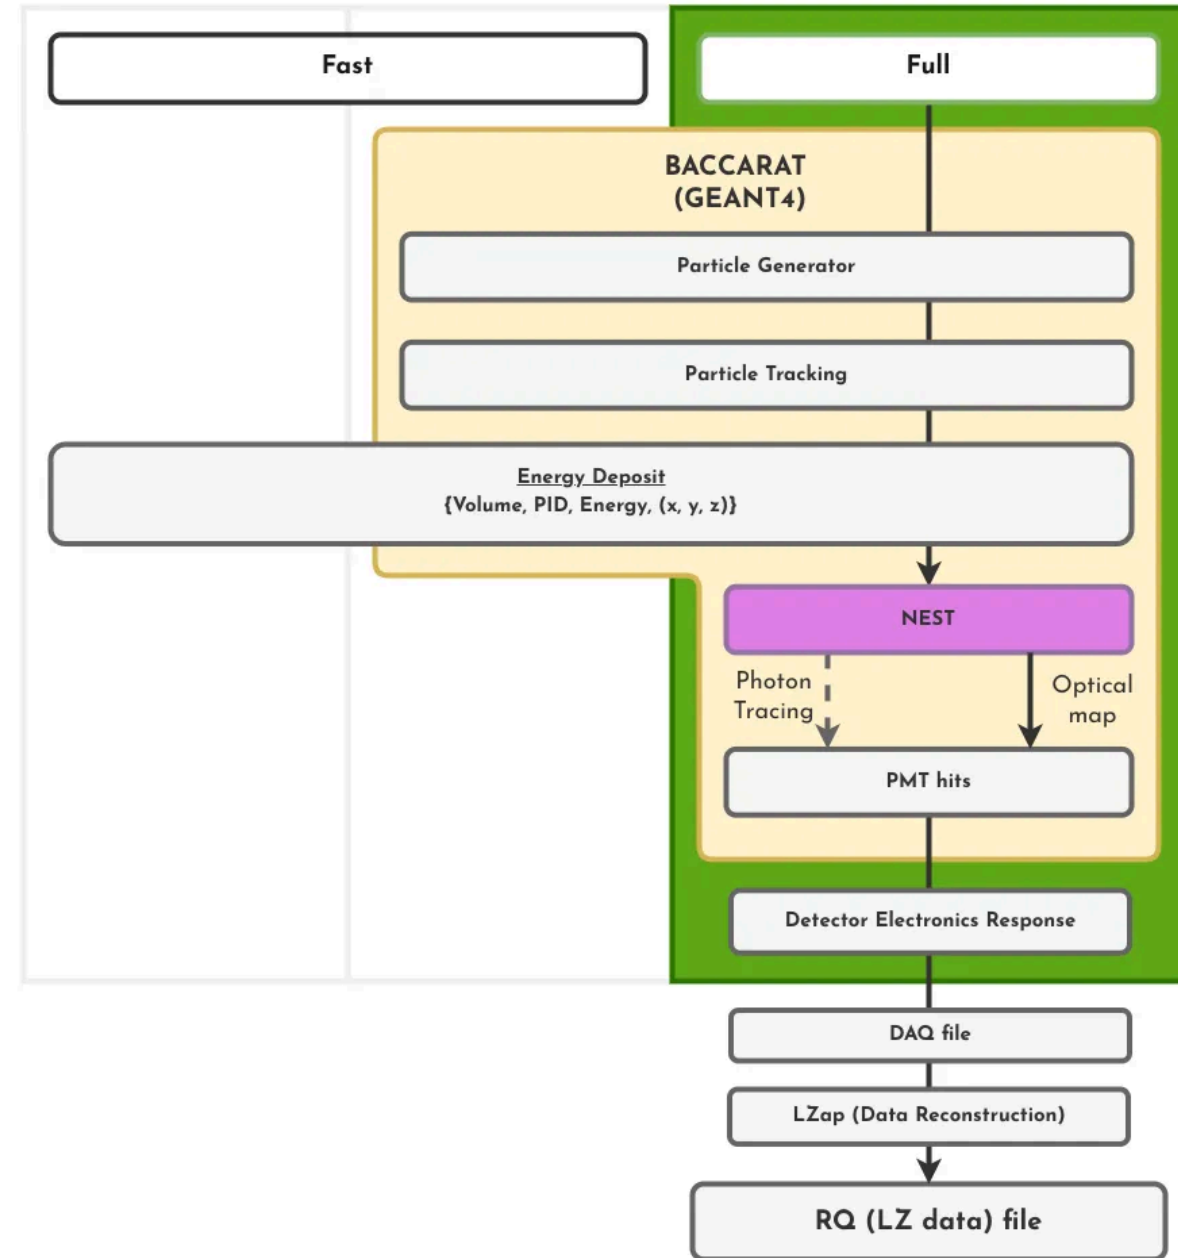 Fast
Full
BACCARAT
(GEANT4)
Particle Generator
Particle Tracking
Energy Deposit
{Volume, PID, Energy, (x, y, z)}
NEST
Photon
Tracing
Optical
map
PMT hits
Detector Electronics Response
DAQ file
LZap (Data Reconstruction)
RQ (LZ data) file